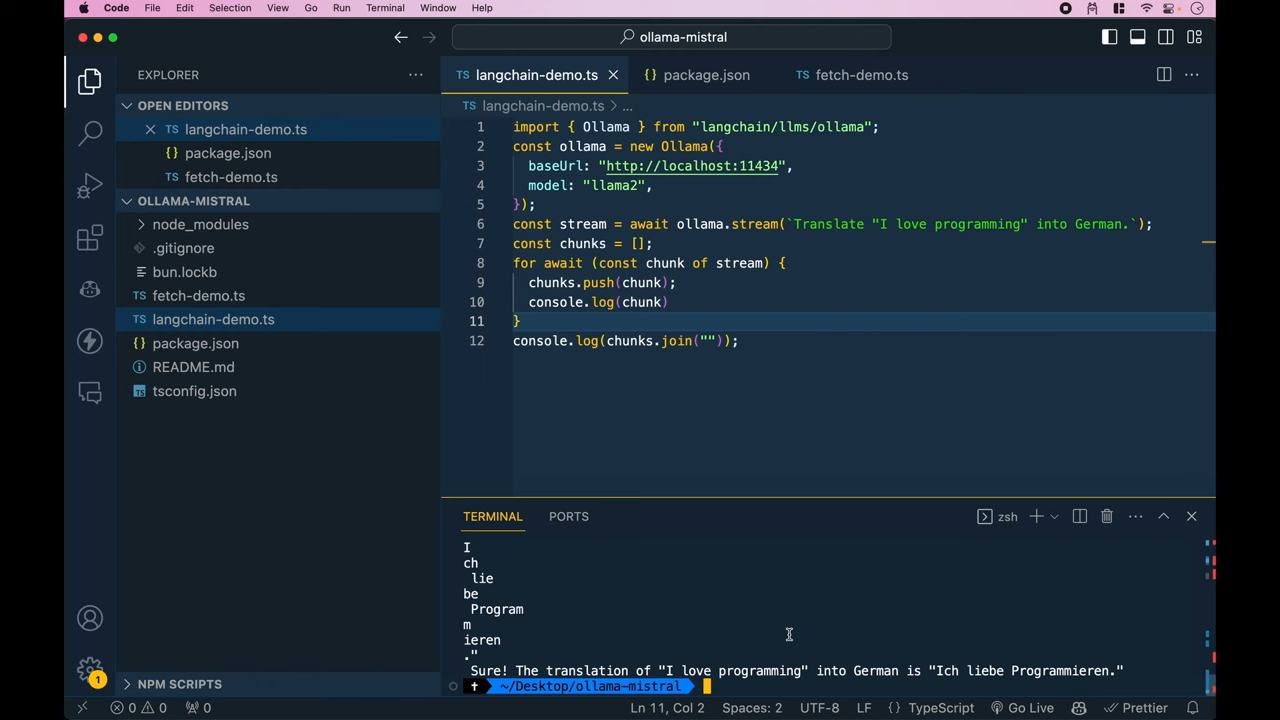 Code File Edit Selection View Go Run Terminal Window Help
ollama-mistral
EXPLORER
OPEN EDITORS
TS langchain-demo.ts
{} package.json
TS fetch-demo.ts
OLLAMA-MISTRAL
node_modules
.gitignore
bun.lockb
TS fetch-demo.ts
TS langchain-demo.ts
{} package.json
README.md
TS tsconfig.json
NPM SCRIPTS
TS langchain-demo.ts {} package.json TS fetch-demo.ts
TS langchain-demo.ts > ...
1 import { Ollama } from "langchain/llms/ollama";
2 const ollama = new Ollama({
3 baseUrl: "http://localhost:11434",
4 model: "llama2",
5 });
6 const stream = await ollama.stream(`Translate "I love programming" into German.`);
7 const chunks = [];
8 for await (const chunk of stream) {
9 chunks.push(chunk);
10 console.log(chunk)
11 }
12 console.log(chunks.join(""));
TERMINAL PORTS zsh
I
ch
lie
be
Program
m
ieren
."
Sure! The translation of "I love programming" into German is "Ich liebe Programmieren."
~/Desktop/ollama-mistral
1
0 0 0 Ln 11, Col 2 Spaces: 2 UTF-8 LF {} TypeScript Go Live Prettier